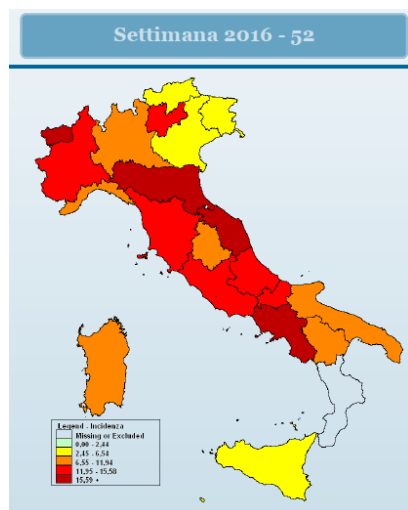 Settimana 2016 - 52
Legend - Incidenza
Missing or Excluded
0,00 - 2,44
2,45 - 6,54
6,55 - 11,94
11,95 - 15,58
15,59 +